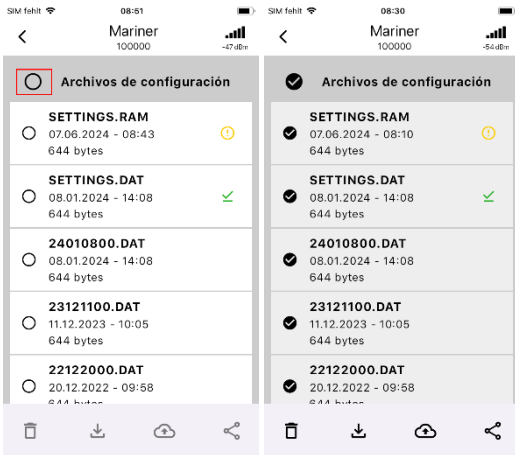 SIM fehlt 08:51
Mariner
100000
-47 dBm
Archivos de configuración
SETTINGS.RAM
07.06.2024 - 08:43
644 bytes
SETTINGS.DAT
08.01.2024 - 14:08
644 bytes
24010800.DAT
08.01.2024 - 14:08
644 bytes
23121100.DAT
11.12.2023 - 10:05
644 bytes
22122000.DAT
20.12.2022 - 09:58
644 bytes
SIM fehlt 08:30
Mariner
100000
-54 dBm
Archivos de configuración
SETTINGS.RAM
07.06.2024 - 08:10
644 bytes
SETTINGS.DAT
08.01.2024 - 14:08
644 bytes
24010800.DAT
08.01.2024 - 14:08
644 bytes
23121100.DAT
11.12.2023 - 10:05
644 bytes
22122000.DAT
20.12.2022 - 09:58
644 bytes